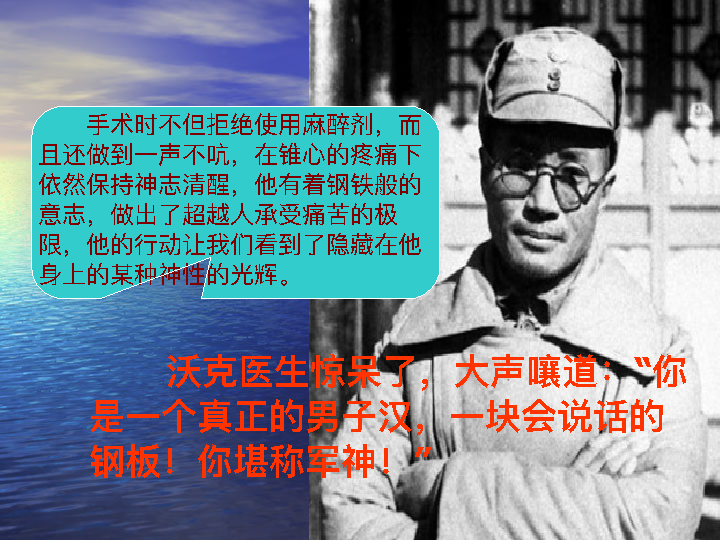 手术时不但拒绝使用麻醉剂，而
且还做到一声不吭，在锥心的疼痛下
依然保持神志清醒，他有着钢铁般的
意志，做出了超越人承受痛苦的极
限，他的行动让我们看到了隐藏在他
身上的某种神性的光辉。
沃克医生惊呆了，大声嚷道：“你
是一个真正的男子汉，一块会说话的
钢板！你堪称军神！”